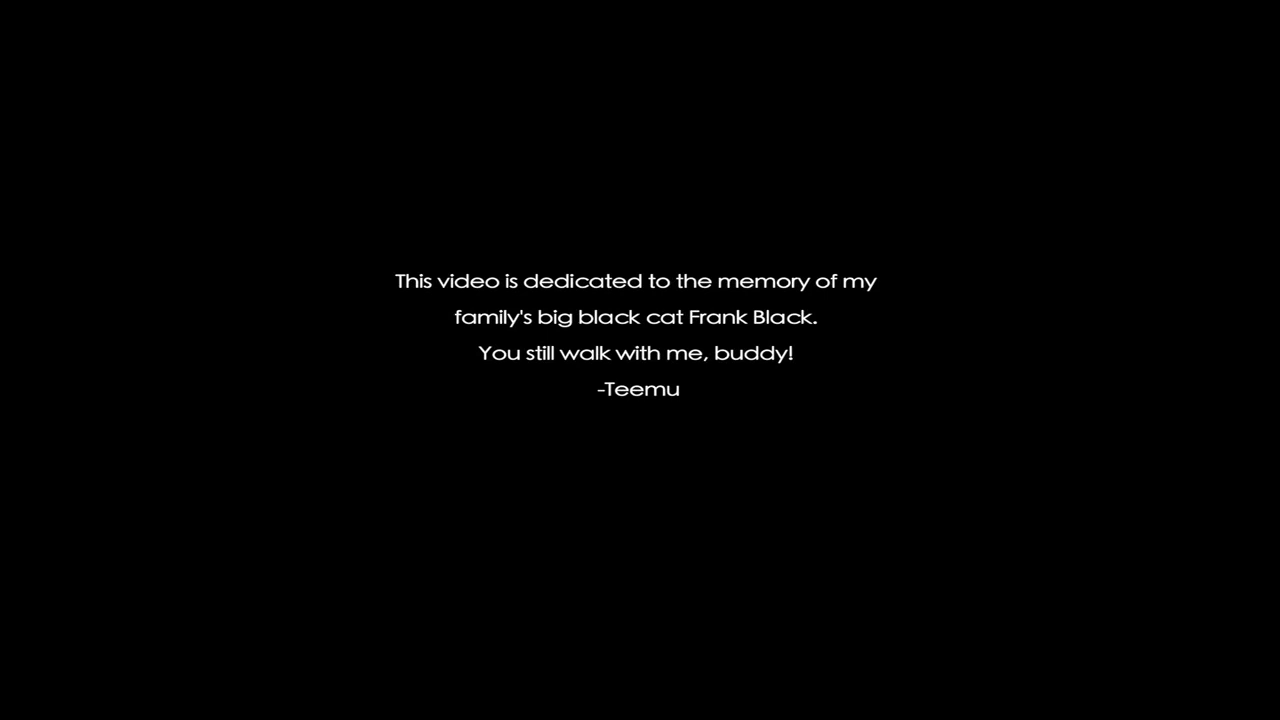 This video is dedicated to the memory of my
family's big black cat Frank Black.
You still walk with me, buddy!
-Teemu